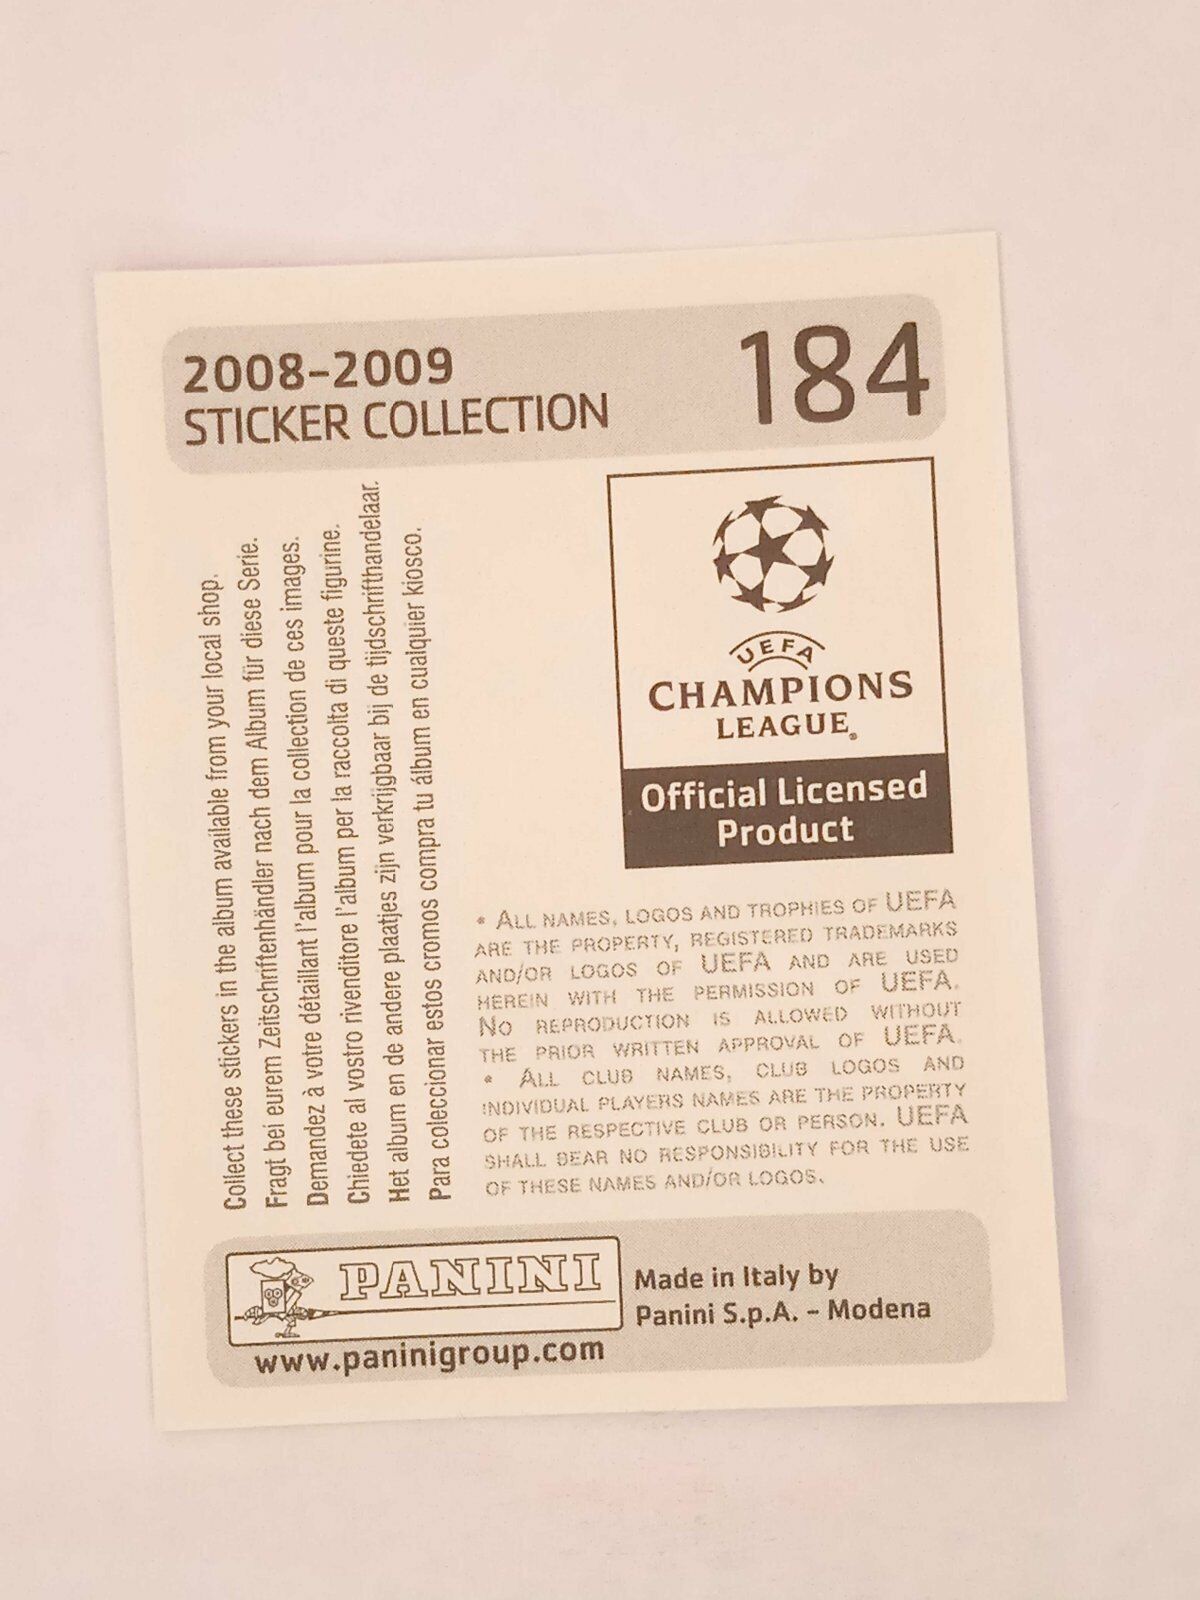 2008-2009
STICKER COLLECTION
184
Collect these stickers in the album available from your local shop.
Fragt bei eurem Zeitschriftenhändler nach dem Album für diese Serie.
Demandez à votre détaillant l'album pour la collection de ces images.
Chiedete al vostro rivenditore l'album per la raccolta di queste figurine.
Het album en de andere plaatjes zijn verkrijgbaar bij de tijdschrifthandelaar.
Para coleccionar estos cromos compra tu álbum en cualquier kiosco.
UEFA
CHAMPIONS
LEAGUE®
Official Licensed
Product
* ALL NAMES, LOGOS AND TROPHIES OF UEFA
ARE THE PROPERTY, REGISTERED TRADEMARKS
AND/OR LOGOS OF UEFA AND ARE USED
HEREIN WITH THE PERMISSION OF UEFA.
NO REPRODUCTION IS ALLOWED WITHOUT
THE PRIOR WRITTEN APPROVAL OF UEFA.
* ALL CLUB NAMES, CLUB LOGOS AND
INDIVIDUAL PLAYERS NAMES ARE THE PROPERTY
OF THE RESPECTIVE CLUB OR PERSON. UEFA
SHALL BEAR NO RESPONSIBILITY FOR THE USE
OF THESE NAMES AND/OR LOGOS.
PANINI
www.paninigroup.com
Made in Italy by
Panini S.p.A. - Modena